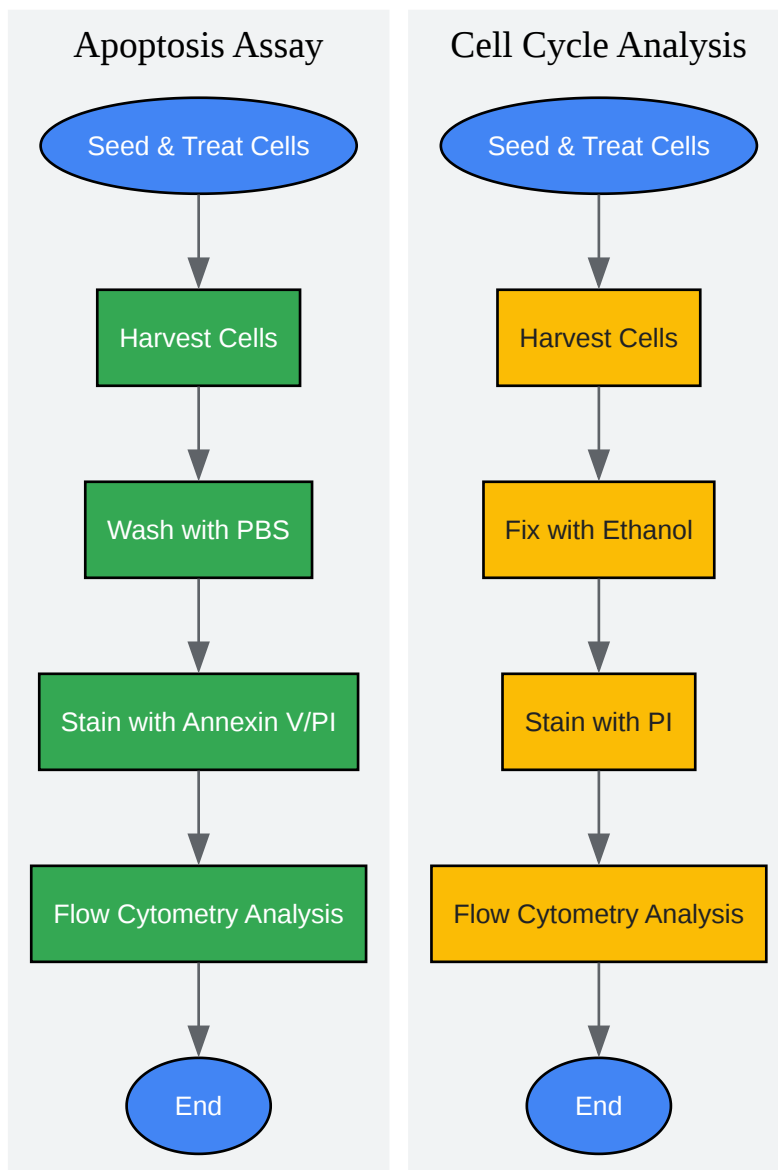 Apoptosis Assay
Seed & Treat Cells
Harvest Cells
Wash with PBS
Stain with Annexin V/PI
Flow Cytometry Analysis
End
Cell Cycle Analysis
Seed & Treat Cells
Harvest Cells
Fix with Ethanol
Stain with PI
Flow Cytometry Analysis
End